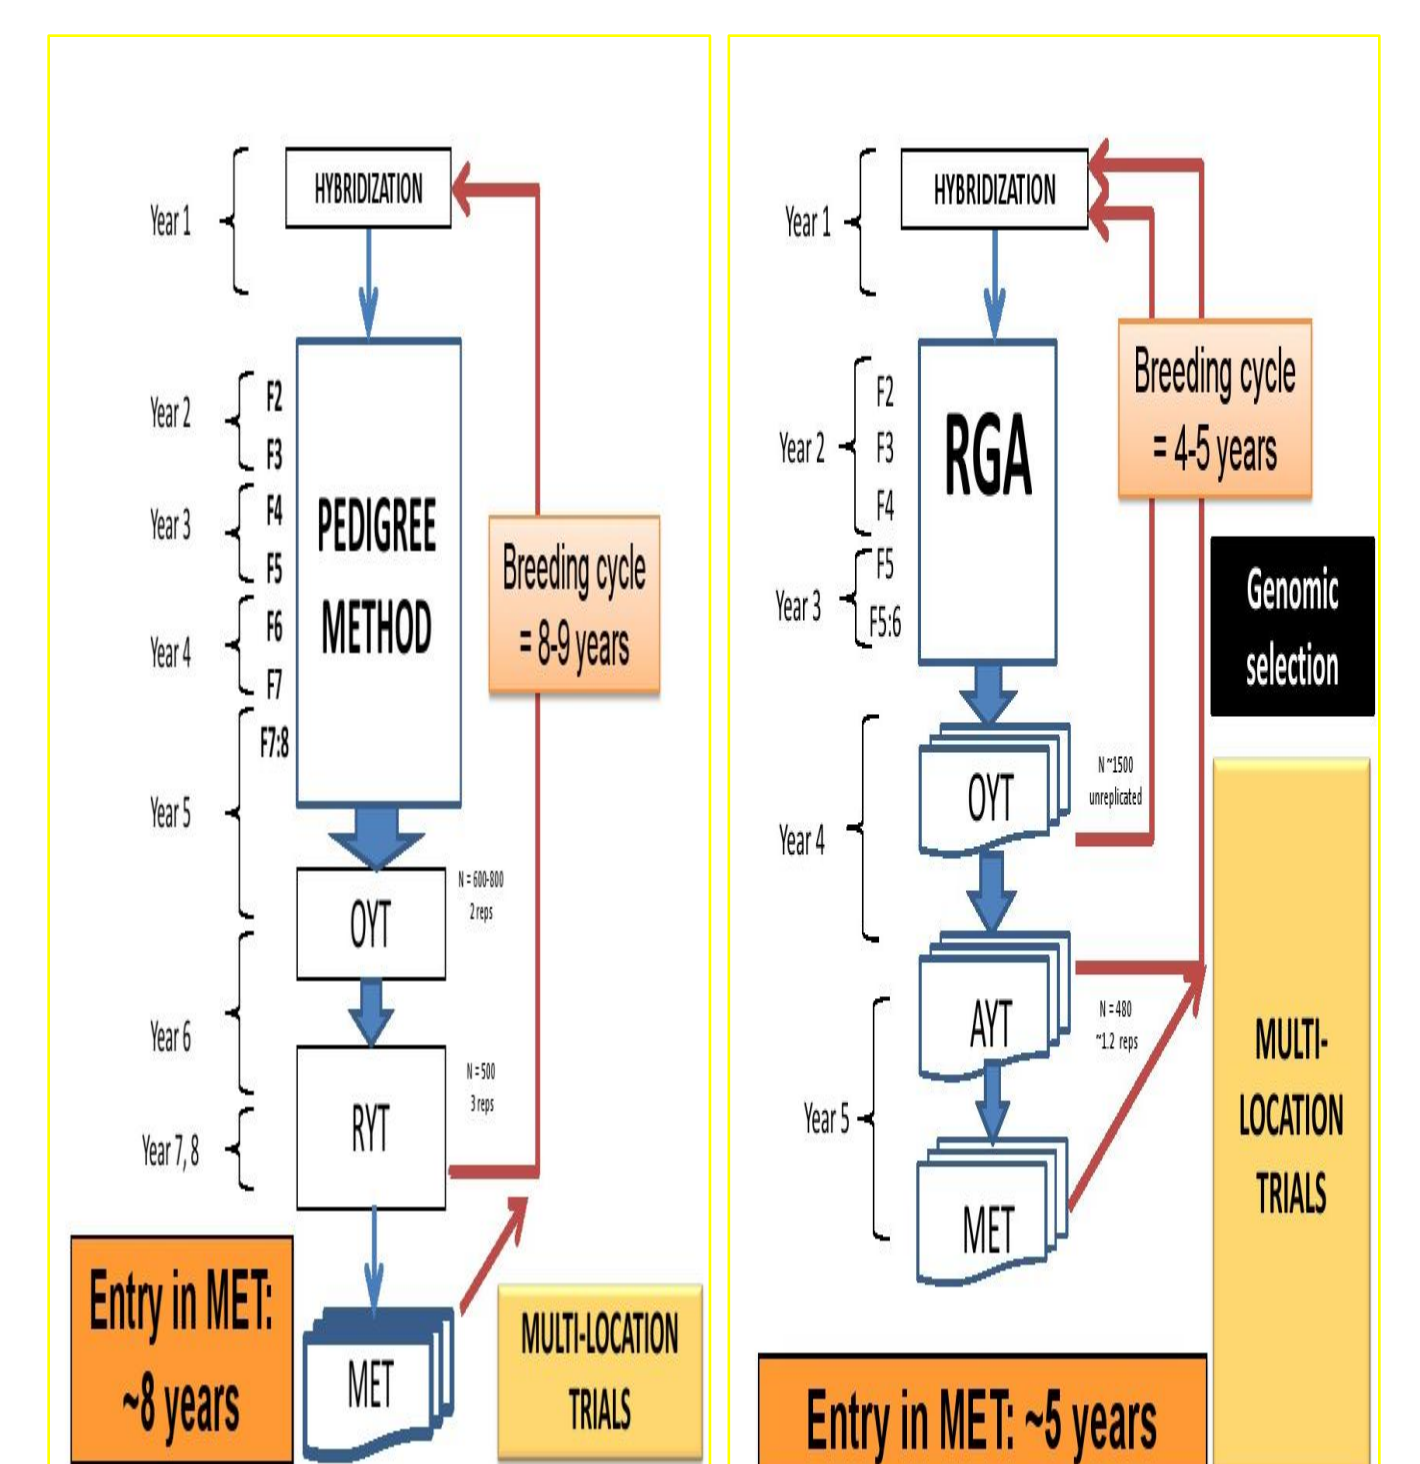 HYBRIDIZATION
Year 1
Year 2
F2
F3
Year 3
F4
F5
Year 4
F6
F7
F7:8
Year 5
PEDIGREE
METHOD
Breeding cycle
= 8-9 years
OYT
N = 600-800
2 reps
Year 6
RYT
N = 500
3 reps
Year 7, 8
Entry in MET:
~8 years
MET
MULTI-LOCATION
TRIALS
HYBRIDIZATION
Year 1
Breeding cycle
= 4-5 years
RGA
Year 2
F2
F3
F4
Year 3
F5
F5:6
Genomic
selection
OYT
N ~1500
unreplicated
Year 4
AYT
N = 480
~1.2 reps
Year 5
MET
MULTI-
LOCATION
TRIALS
Entry in MET: ~5 years